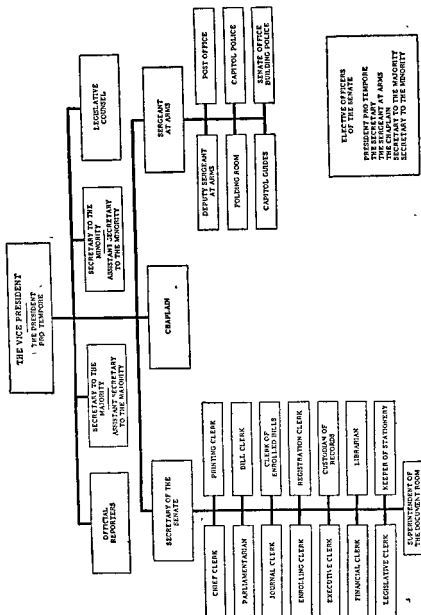 THE VICE PRESIDENT
THE PRESIDENT
PRO TEMPORE
OFFICIAL
REPORTERS
SECRETARY TO THE
MAJORITY
ASSISTANT SECRETARY
TO THE MAJORITY
SECRETARY TO THE
MINORITY
ASSISTANT SECRETARY
TO THE MINORITY
LEGISLATIVE
COUNSEL
SECRETARY OF THE
SENATE
CHAPLAIN
SERGEANT
AT ARMS
CHIEF CLERK
PRINTING CLERK
PARLIAMENTARIAN
BILL CLERK
JOURNAL CLERK
CLERK OF
ENROLLED BILLS
ENROLLING CLERK
REGISTRATION CLERK
EXECUTIVE CLERK
CUSTODIAN OF
RECORDS
FINANCIAL CLERK
LIBRARIAN
LEGISLATIVE CLERK
KEEPER OF STATIONERY
SUPERINTENDENT OF
THE DOCUMENT ROOM
DEPUTY SERGEANT
AT ARMS
POST OFFICE
FOLDING ROOM
CAPITOL POLICE
CAPITOL GUIDES
SENATE OFFICE
BUILDING POLICE
ELECTIVE OFFICERS
OF THE SENATE
PRESIDENT PRO TEMPORE
THE SECRETARY
THE SERGEANT AT ARMS
THE CHAPLAIN
SECRETARY TO THE MAJORITY
SECRETARY TO THE MINORITY